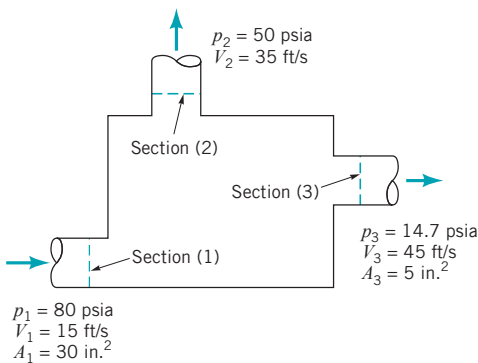 p₂ = 50 psia
V₂ = 35 ft/s
Section (2)
Section (3)
Section (1)
p₃ = 14.7 psia
V₃ = 45 ft/s
A₃ = 5 in.²
p₁ = 80 psia
V₁ = 15 ft/s
A₁ = 30 in.²